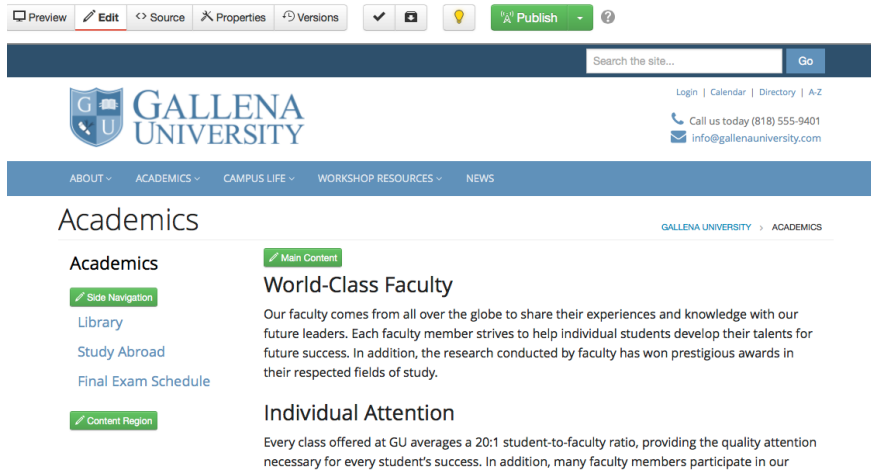 Preview Edit <> Source Properties Versions Publish
Search the site... Go
GU
GALLENA
UNIVERSITY
Login | Calendar | Directory | A-Z
Call us today (818) 555-9401
info@gallenauniversity.com
ABOUT ACADEMICS CAMPUS LIFE WORKSHOP RESOURCES NEWS
Academics
GALLENA UNIVERSITY > ACADEMICS
Academics
Side Navigation
Library
Study Abroad
Final Exam Schedule
Content Region
Main Content
World-Class Faculty
Our faculty comes from all over the globe to share their experiences and knowledge with our
future leaders. Each faculty member strives to help individual students develop their talents for
future success. In addition, the research conducted by faculty has won prestigious awards in
their respected fields of study.
Individual Attention
Every class offered at GU averages a 20:1 student-to-faculty ratio, providing the quality attention
necessary for every student's success. In addition, many faculty members participate in our